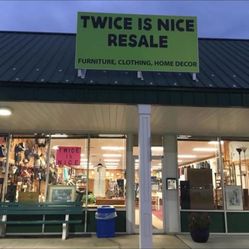 TWICE IS NICE
RESALE
FURNITURE, CLOTHING, HOME DECOR
TWICE
IS
NICE